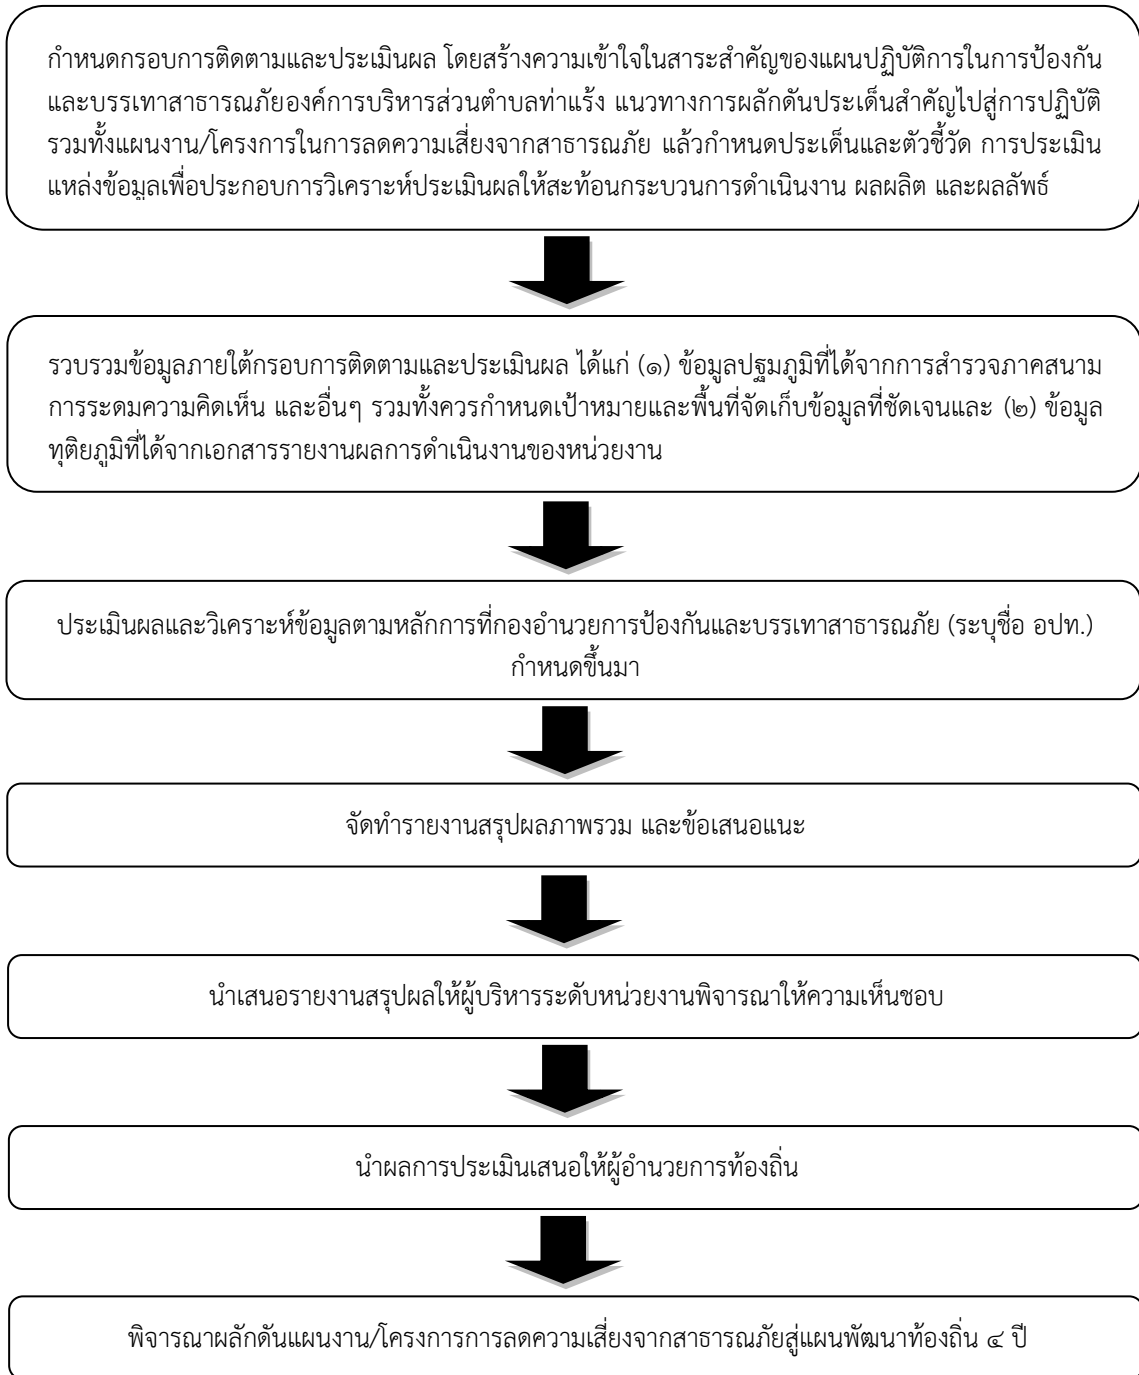 กำหนดกรอบการติดตามและประเมินผล โดยสร้างความเข้าใจในสาระสำคัญของแผนปฏิบัติการในการป้องกัน
และบรรเทาสาธารณภัยองค์การบริหารส่วนตำบลท่าแร้ง แนวทางการผลักดันประเด็นสำคัญไปสู่การปฏิบัติ
รวมทั้งแผนงาน/โครงการในการลดความเสี่ยงจากสาธารณภัย แล้วกำหนดประเด็นและตัวชี้วัด การประเมิน
แหล่งข้อมูลเพื่อประกอบการวิเคราะห์ประเมินผลให้สะท้อนกระบวนการดำเนินงาน ผลผลิต และผลลัพธ์
รวบรวมข้อมูลภายใต้กรอบการติดตามและประเมินผล ได้แก่ (๑) ข้อมูลปฐมภูมิที่ได้จากการสำรวจภาคสนาม
การระดมความคิดเห็น และอื่นๆ รวมทั้งควรกำหนดเป้าหมายและพื้นที่จัดเก็บข้อมูลที่ชัดเจนและ (๒) ข้อมูล
ทุติยภูมิที่ได้จากเอกสารรายงานผลการดำเนินงานของหน่วยงาน
ประเมินผลและวิเคราะห์ข้อมูลตามหลักการที่กองอำนวยการป้องกันและบรรเทาสาธารณภัย (ระบุชื่อ อปท.)
กำหนดขึ้นมา
จัดทำรายงานสรุปผลภาพรวม และข้อเสนอแนะ
นำเสนอรายงานสรุปผลให้ผู้บริหารระดับหน่วยงานพิจารณาให้ความเห็นชอบ
นำผลการประเมินเสนอให้ผู้อำนวยการท้องถิ่น
พิจารณาผลักดันแผนงาน/โครงการการลดความเสี่ยงจากสาธารณภัยสู่แผนพัฒนาท้องถิ่น ๔ ปี